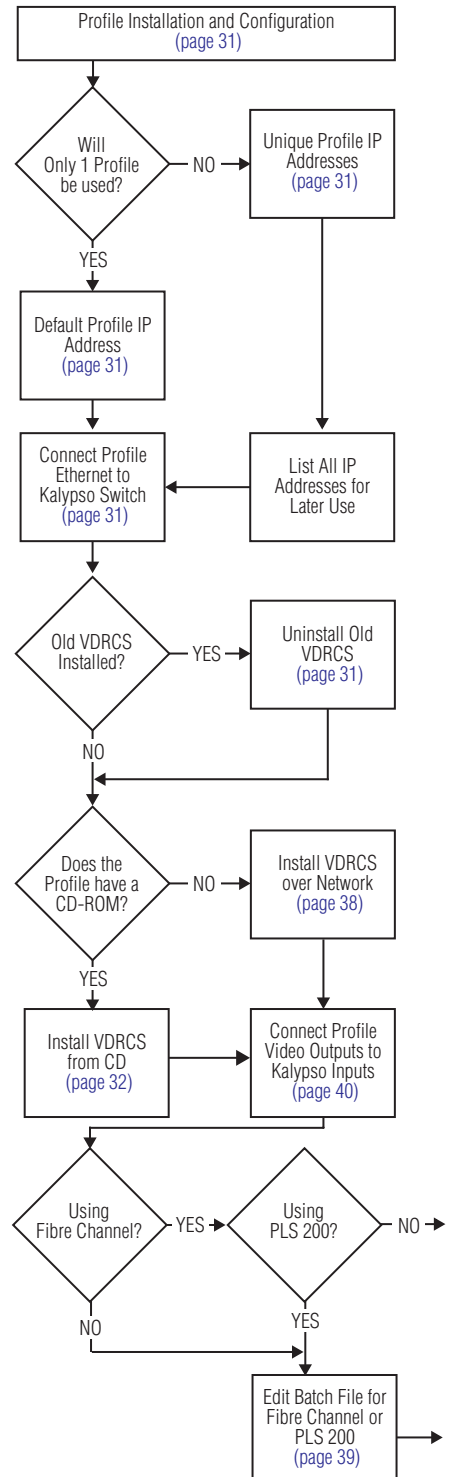 Profile Installation and Configuration
(page 31)
Will
Only 1 Profile
be used?
NO
Unique Profile IP
Addresses
(page 31)
YES
Default Profile IP
Address
(page 31)
Connect Profile
Ethernet to
Kalypso Switch
(page 31)
List All IP
Addresses for
Later Use
Old VDRCS
Installed?
YES
Uninstall Old
VDRCS
(page 31)
NO
Does the
Profile have a
CD-ROM?
NO
Install VDRCS
over Network
(page 38)
YES
Install VDRCS
from CD
(page 32)
Connect Profile
Video Outputs to
Kalypso Inputs
(page 40)
Using
Fibre Channel?
YES
Using
PLS 200?
NO
NO
YES
Edit Batch File for
Fibre Channel or
PLS 200
(page 39)